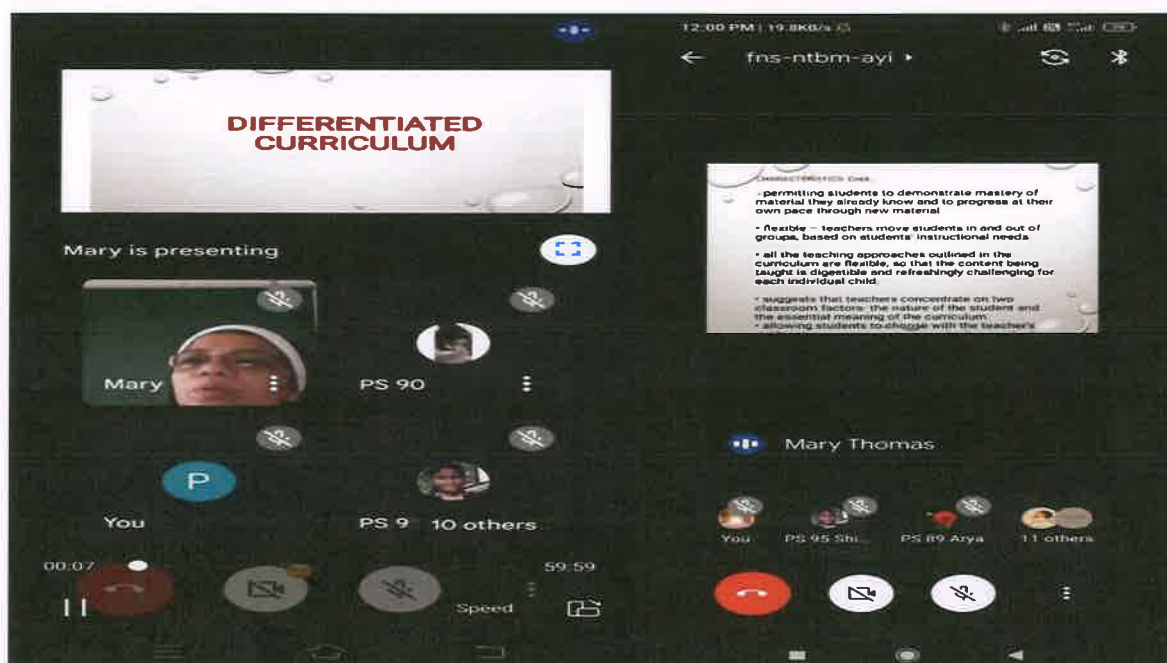 DIFFERENTIATED
CURRICULUM
Mary is presenting
Mary
PS 90
You
PS 9 10 others
00:07
59:59
Speed
12:00 PM | 19.8KB/s
fns-ntbm-ayi
- permitting students to demonstrate mastery of
material they already know and to progress at their
own pace through new material
• flexible – teachers move students in and out of
groups, based on students' instructional needs
• all the teaching approaches outlined in the
curriculum are flexible, so that the content being
taught is digestible and refreshingly challenging for
each individual child.
• suggests that teachers concentrate on two
classroom factors: the nature of the student and
the essential meaning of the curriculum.
• allowing students to choose with the teacher's
Mary Thomas
You
PS 95 Shi...
PS 89 Arya
11 others
P